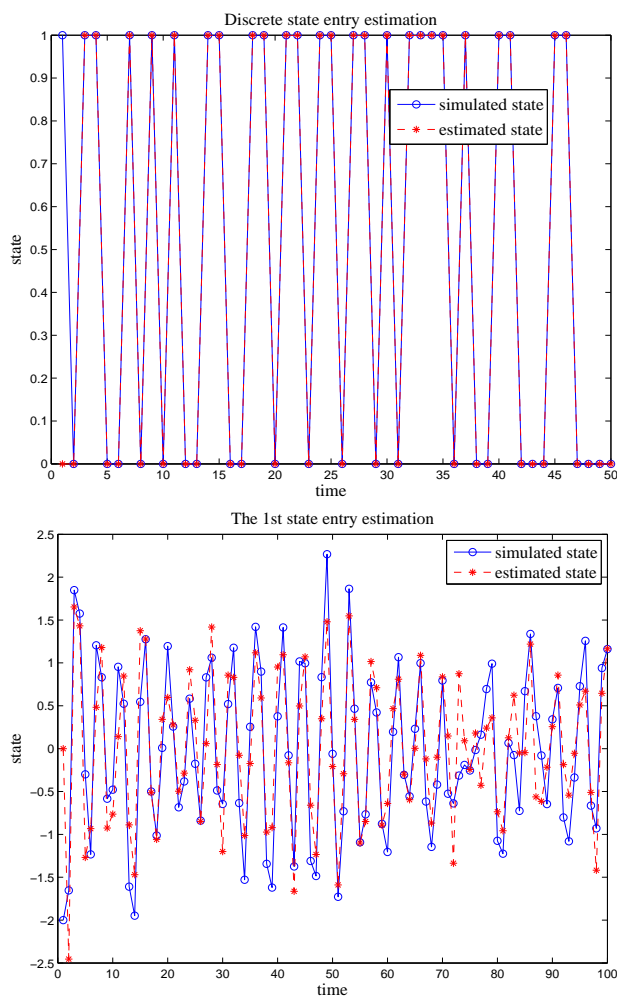 Discrete state entry estimation
1
0.9
0.8
0.7
0.6
0.5
0.4
0.3
0.2
0.1
0
state
simulated state
estimated state
0 5 10 15 20 25 30 35 40 45 50
time
The 1st state entry estimation
2.5
2
1.5
1
0.5
0
−0.5
−1
−1.5
−2
−2.5
state
simulated state
estimated state
0 10 20 30 40 50 60 70 80 90 100
time